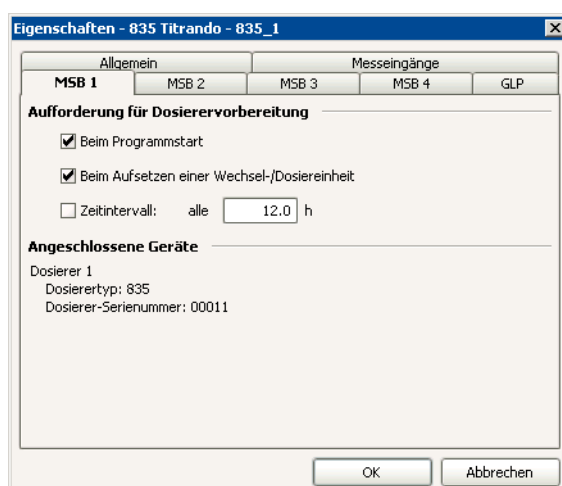 Eigenschaften - 835 Titrando - 835_1
Allgemein Messeingänge
MSB 1 MSB 2 MSB 3 MSB 4 GLP
Aufforderung für Dosierervorbereitung
Beim Programmstart
Beim Aufsetzen einer Wechsel-/Dosiereinheit
Zeitintervall: alle 12.0 h
Angeschlossene Geräte
Dosierer 1
Dosierertyp: 835
Dosierer-Serienummer: 00011
OK Abbrechen